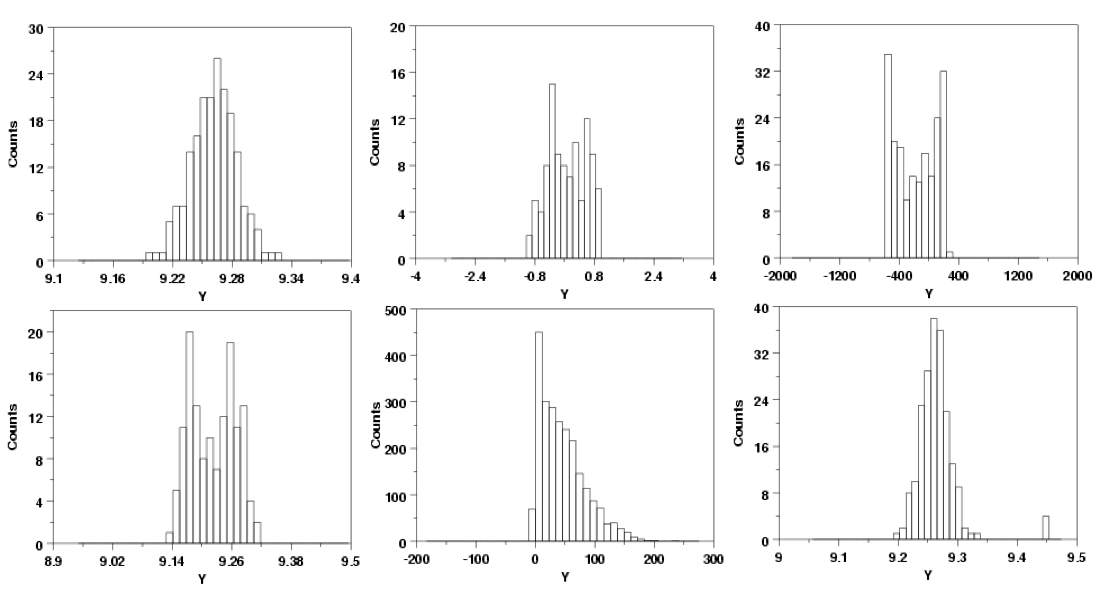 30
24
18
12
6
0
Counts
9.1 9.16 9.22 9.28 9.34 9.4
Y
20
16
12
8
4
0
Counts
-4 -2.4 -0.8 0.8 2.4 4
Y
40
32
24
16
8
0
Counts
-2000 -1200 -400 400 1200 2000
Y
20
16
12
8
4
0
Counts
8.9 9.02 9.14 9.26 9.38 9.5
Y
500
400
300
200
100
0
Counts
-200 -100 0 100 200 300
Y
40
32
24
16
8
0
Counts
9 9.1 9.2 9.3 9.4 9.5
Y